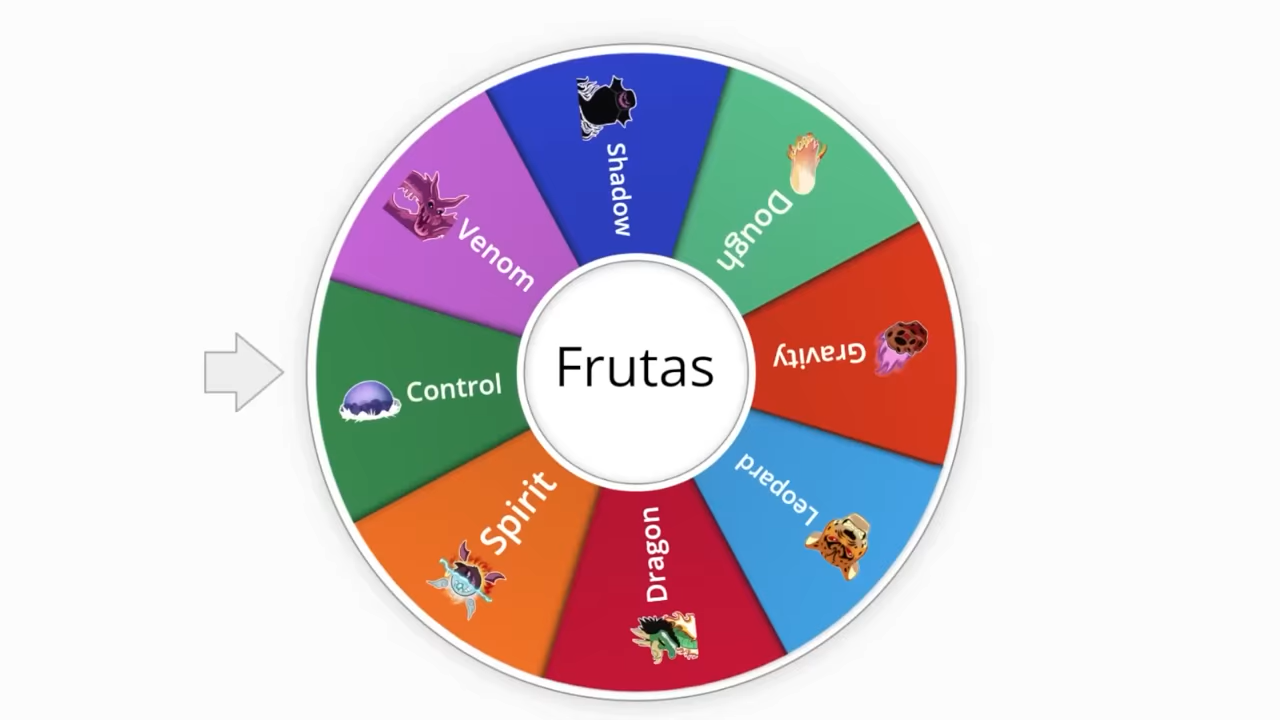 Shadow
Dough
Gravity
Leopard
Dragon
Spirit
Control
Venom
Frutas